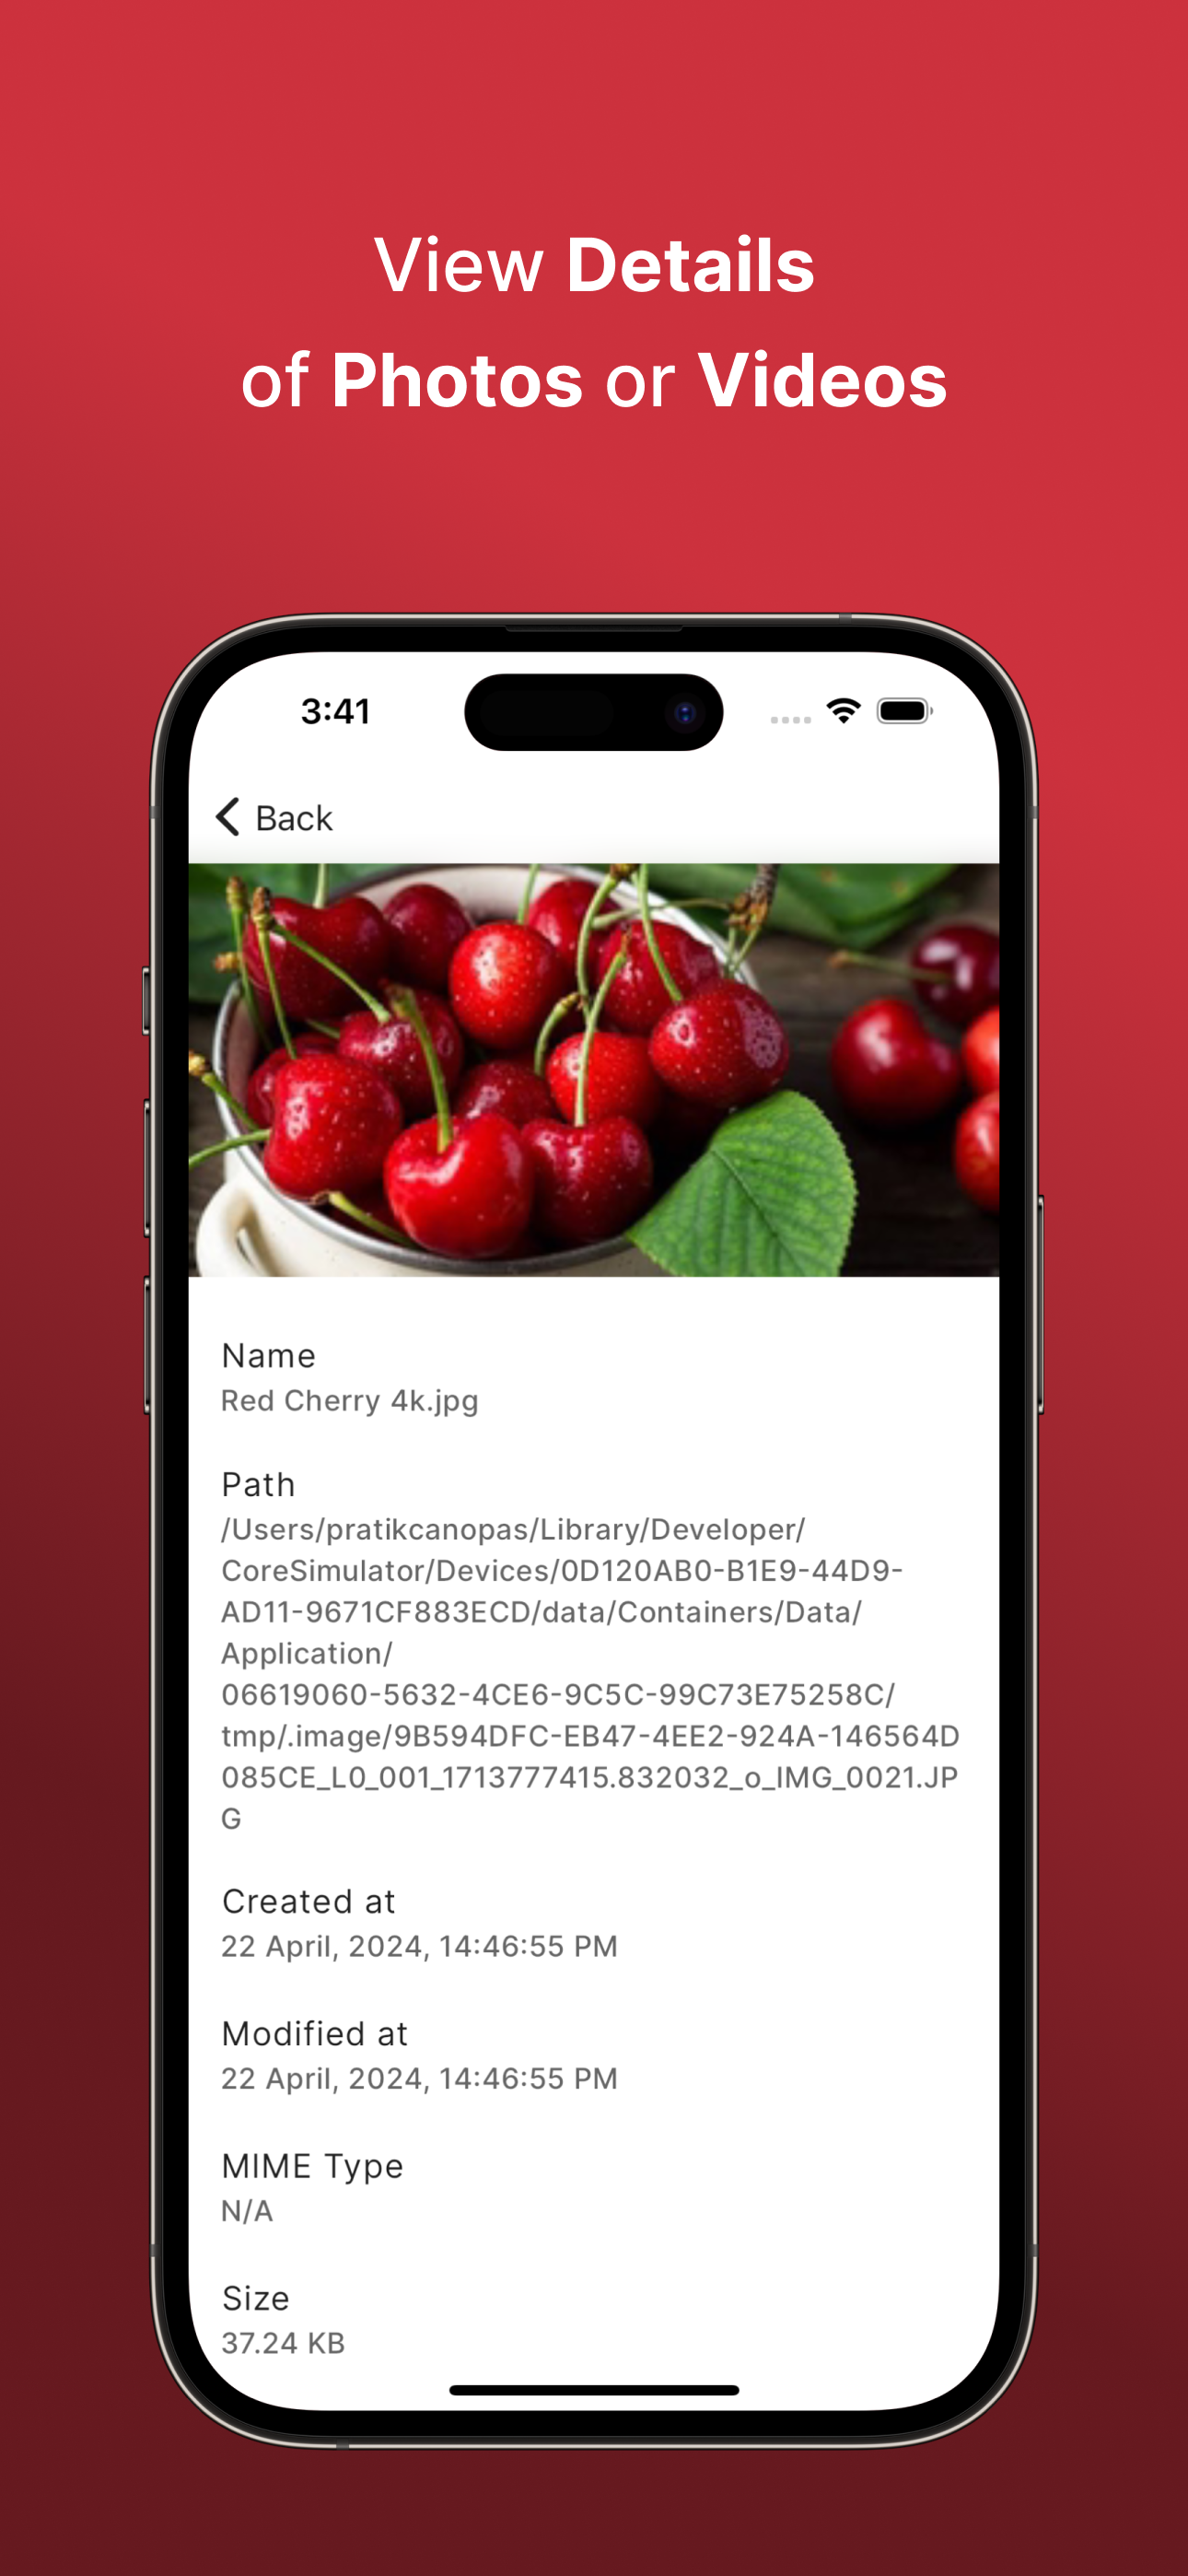 View Details
of Photos or Videos
3:41
Back
Name
Red Cherry 4k.jpg
Path
/Users/pratikcanopas/Library/Developer/
CoreSimulator/Devices/0D120AB0-B1E9-44D9-
AD11-9671CF883ECD/data/Containers/Data/
Application/
06619060-5632-4CE6-9C5C-99C73E75258C/
tmp/.image/9B594DFC-EB47-4EE2-924A-146564D
085CE_L0_001_1713777415.832032_o_IMG_0021.JP
G
Created at
22 April, 2024, 14:46:55 PM
Modified at
22 April, 2024, 14:46:55 PM
MIME Type
N/A
Size
37.24 KB